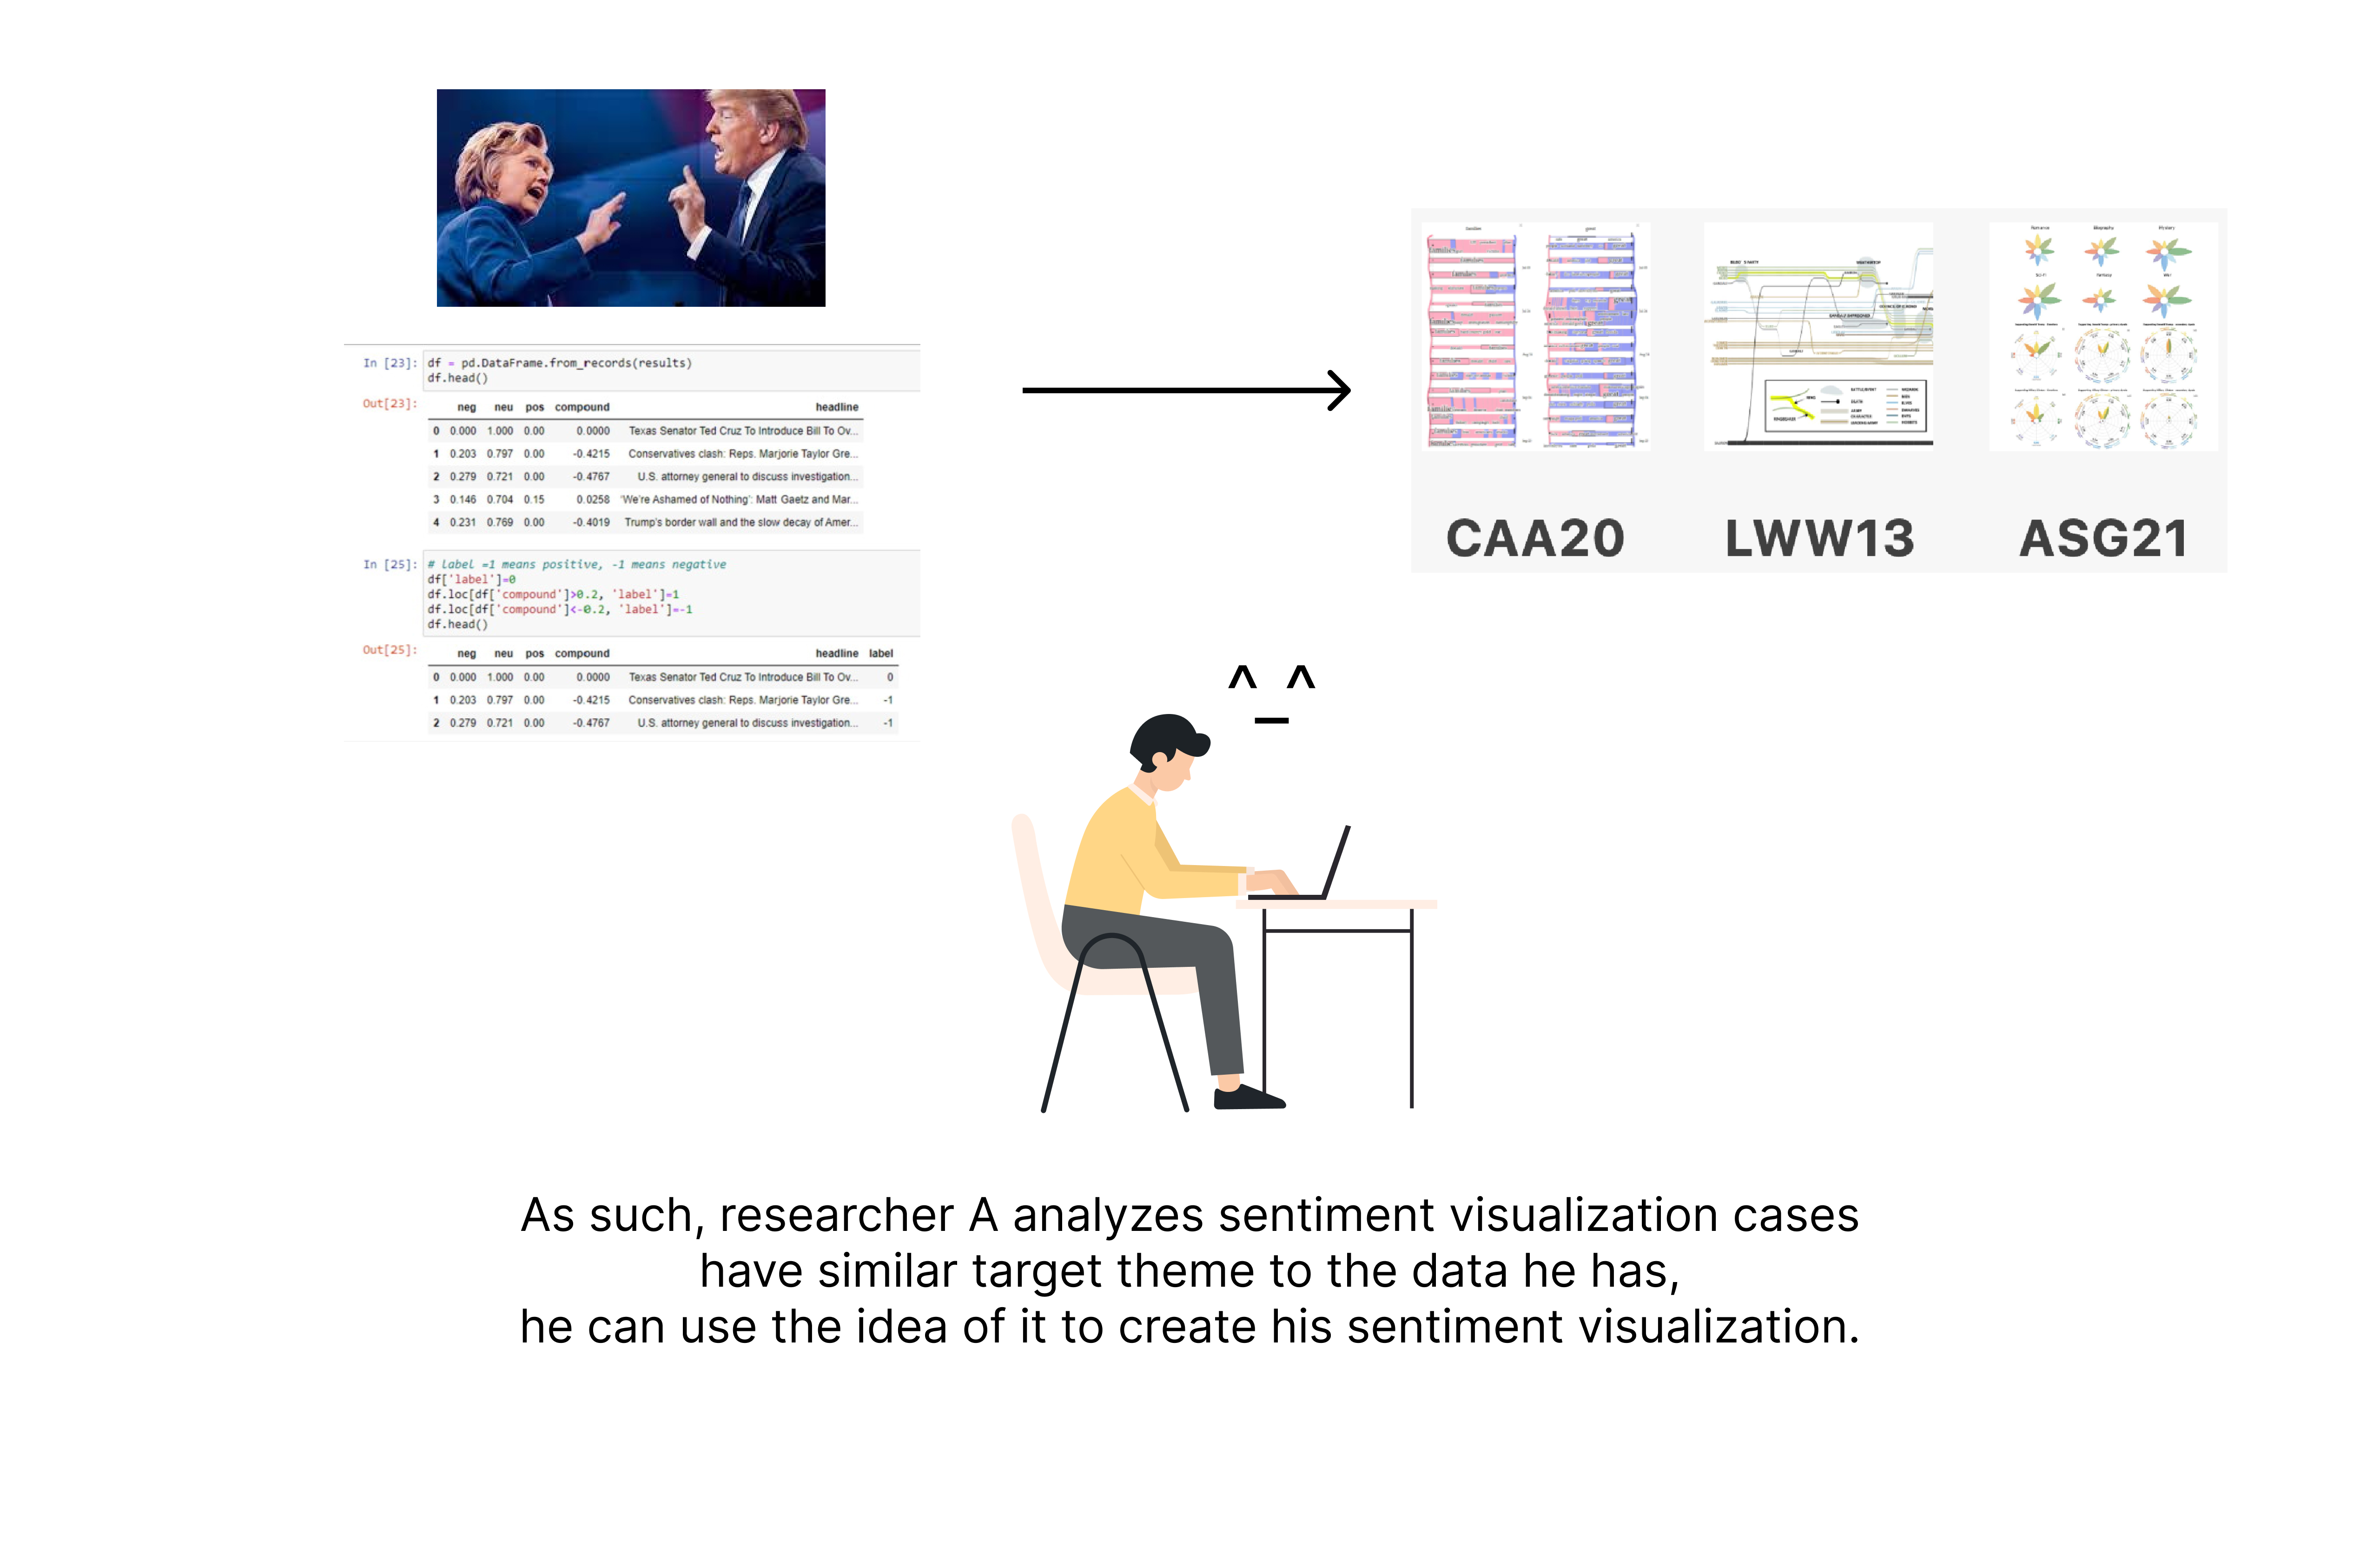 In [23]: df = pd.DataFrame.from_records(results)
df.head()
Out[23]:
neg neu pos compound headline
0 0.000 1.000 0.00 0.0000 Texas Senator Ted Cruz To Introduce Bill To Ov...
1 0.203 0.797 0.00 -0.4215 Conservatives clash: Reps. Marjorie Taylor Gre...
2 0.279 0.721 0.00 -0.4767 U.S. attorney general to discuss investigation...
3 0.146 0.704 0.15 0.0258 'We're Ashamed of Nothing': Matt Gaetz and Mar...
4 0.231 0.769 0.00 -0.4019 Trump's border wall and the slow decay of Amer...
In [25]: # label =1 means positive, -1 means negative
df['label']=0
df.loc[df['compound']>0.2, 'label']=1
df.loc[df['compound']<-0.2, 'label']=-1
df.head()
Out[25]:
neg neu pos compound headline label
0 0.000 1.000 0.00 0.0000 Texas Senator Ted Cruz To Introduce Bill To Ov... 0
1 0.203 0.797 0.00 -0.4215 Conservatives clash: Reps. Marjorie Taylor Gre... -1
2 0.279 0.721 0.00 -0.4767 U.S. attorney general to discuss investigation... -1
Romance Biography Mystery
CAA20 LWW13 ASG21
^_^
As such, researcher A analyzes sentiment visualization cases
have similar target theme to the data he has,
he can use the idea of it to create his sentiment visualization.